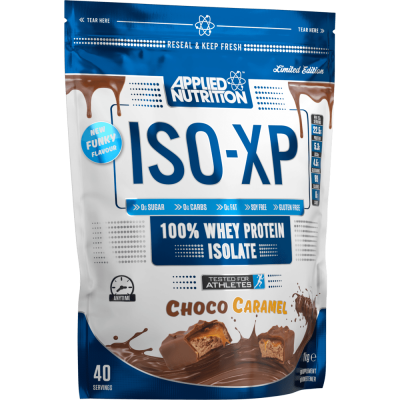 TEAR HERE
TEAR HERE
RESEAL & KEEP FRESH
Limited Edition
APPLIED
NUTRITION
NEW
FUNKY
FLAVOUR
ISO-XP
0G SUGAR
0G CARBS
0G FAT
SOY FREE
GLUTEN FREE
100% WHEY PROTEIN
ISOLATE
TESTED FOR
ATHLETES
ANYTIME
CHOCO CARAMEL
40
SERVINGS
1kg e